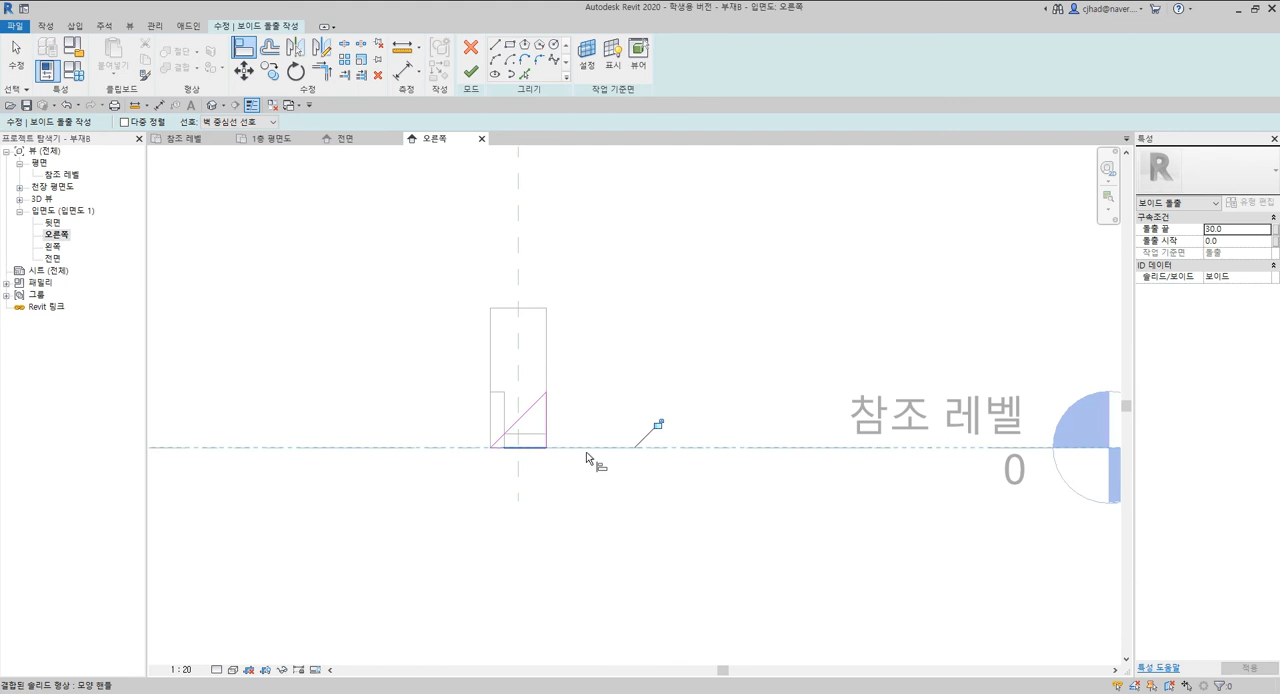 Autodesk Revit 2020 - 학생용 버전 - 부재B - 입면도: 오른쪽
cjhad@naver....
파일 작성 삽입 주석 뷰 관리 애드인 수정 | 보이드 돌출 작성
수정 절단 붙여넣기 결합 설정 표시 뷰어
선택 특성 클립보드 형상 수정 측정 작성 모드 그리기 작업 기준면
수정 | 보이드 돌출 작성 다중 정렬 선호: 벽 중심선 선호
프로젝트 탐색기 - 부재B
뷰 (전체)
평면
참조 레벨
천장 평면도
3D 뷰
입면도 (입면도 1)
뒷면
오른쪽
왼쪽
전면
시트 (전체)
패밀리
그룹
Revit 링크
참조 레벨 1층 평면도 전면 오른쪽
참조 레벨
0
특성
R
보이드 돌출 유형 편집
구속조건
돌출 끝 30.0
돌출 시작 0.0
작업 기준면 돌출
ID 데이터
솔리드/보이드 보이드
특성 도움말 적용
1 : 20
결합된 솔리드 형상 : 모양 핸들
:0